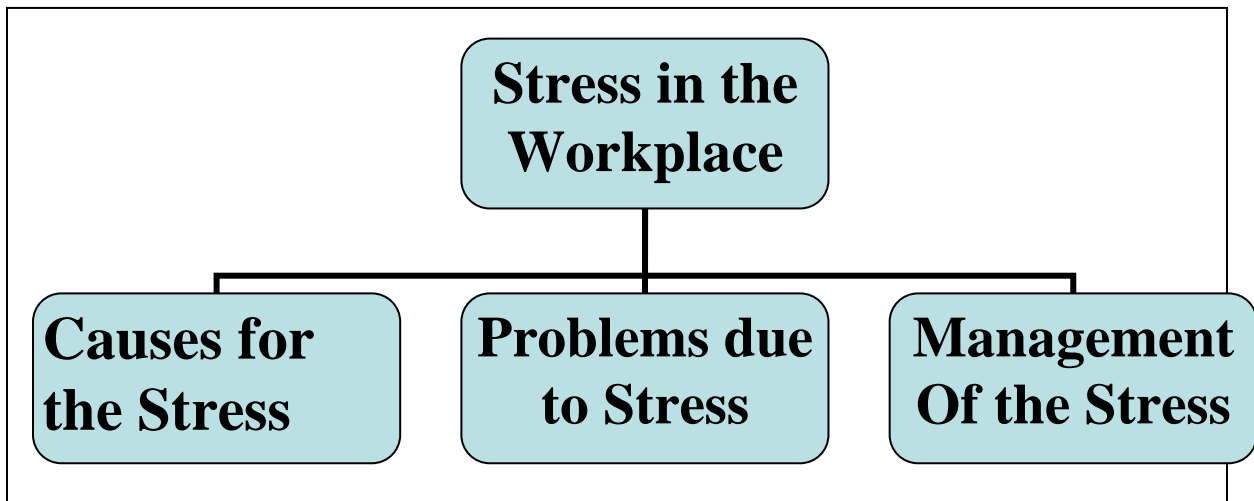 Stress in the
Workplace
Causes for
the Stress
Problems due
to Stress
Management
Of the Stress